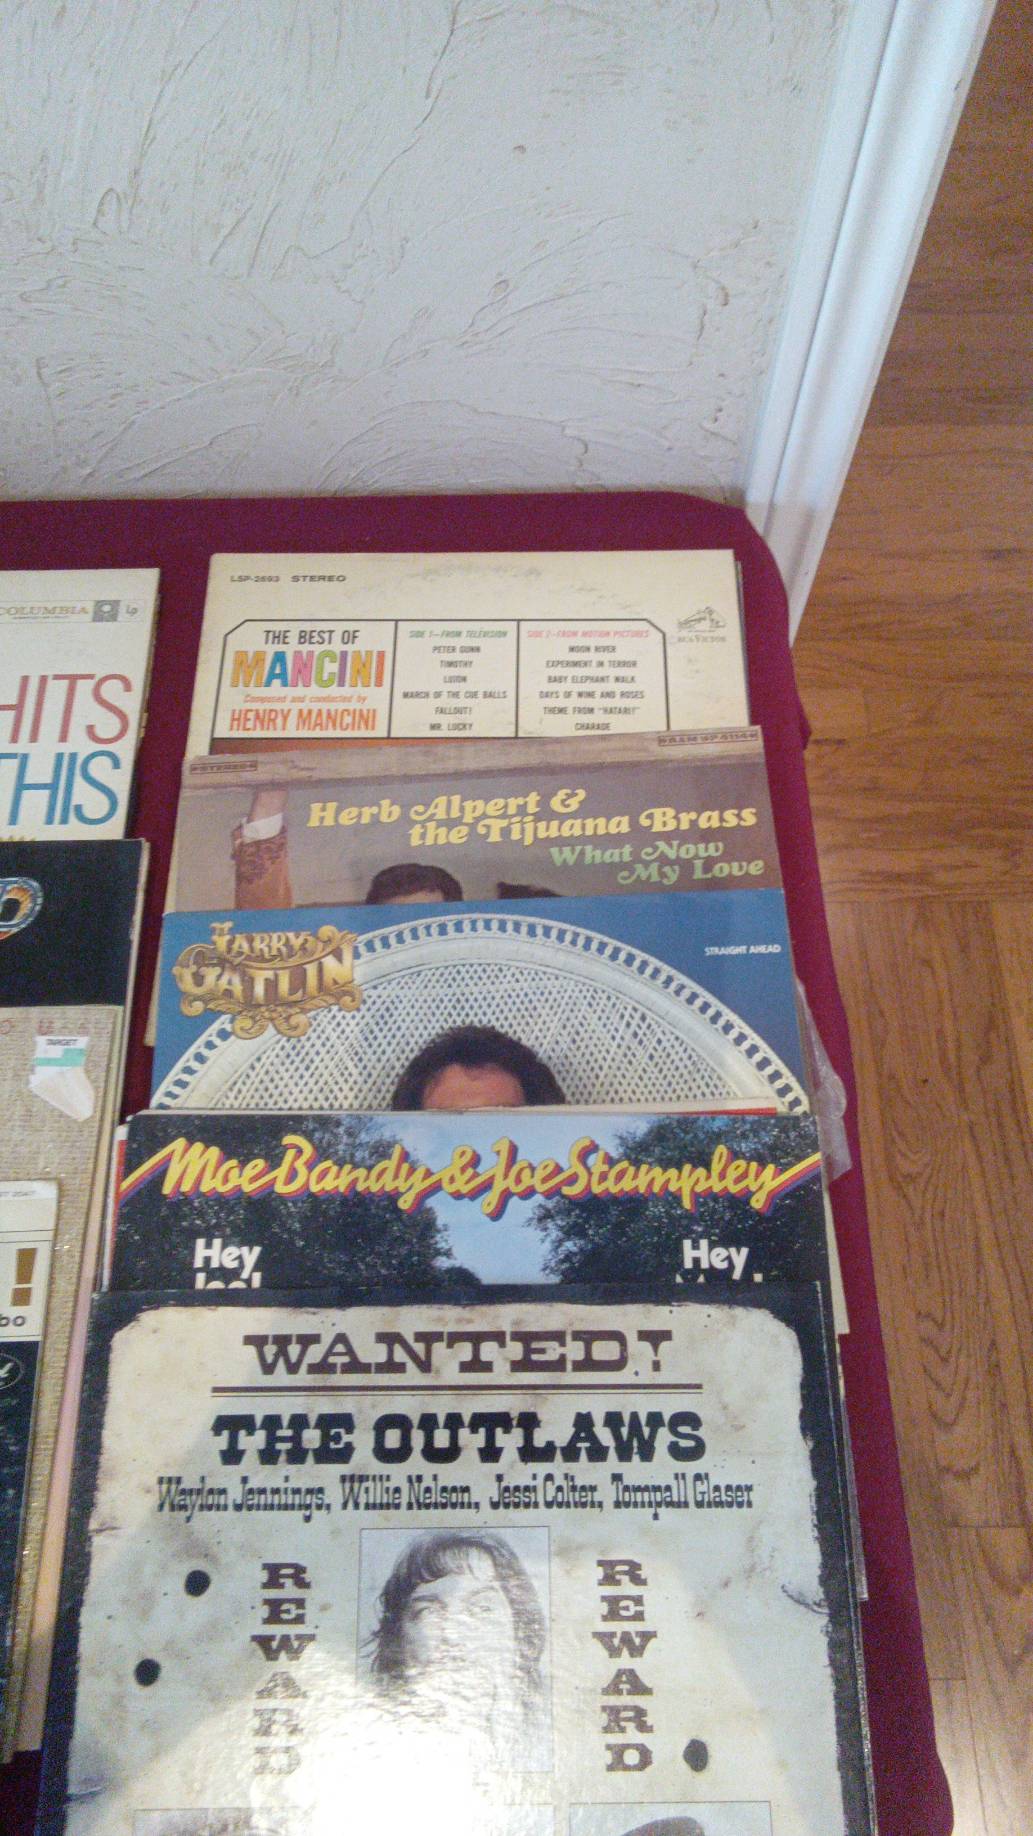 COLUMBIA
Lp
HITS
THIS
TARGET
!
bo
LSP-2693 STEREO
RCA VICTOR
THE BEST OF
MANCINI
Composed and conducted by
HENRY MANCINI
SIDE 1—FROM TELEVISION
PETER GUNN
TIMOTHY
LUJON
MARCH OF THE CUE BALLS
FALLOUT!
MR. LUCKY
SIDE 2—FROM MOTION PICTURES
MOON RIVER
EXPERIMENT IN TERROR
BABY ELEPHANT WALK
DAYS OF WINE AND ROSES
THEME FROM "HATARI!"
CHARADE
STEREO
Herb Alpert &
the Tijuana Brass
What Now
My Love
LARRY
GATLIN
STRAIGHT AHEAD
Moe Bandy & Joe Stampley
Hey
Joe!
Hey
WANTED!
THE OUTLAWS
Waylon Jennings, Willie Nelson, Jessi Colter, Tompall Glaser
REWARD
REWARD